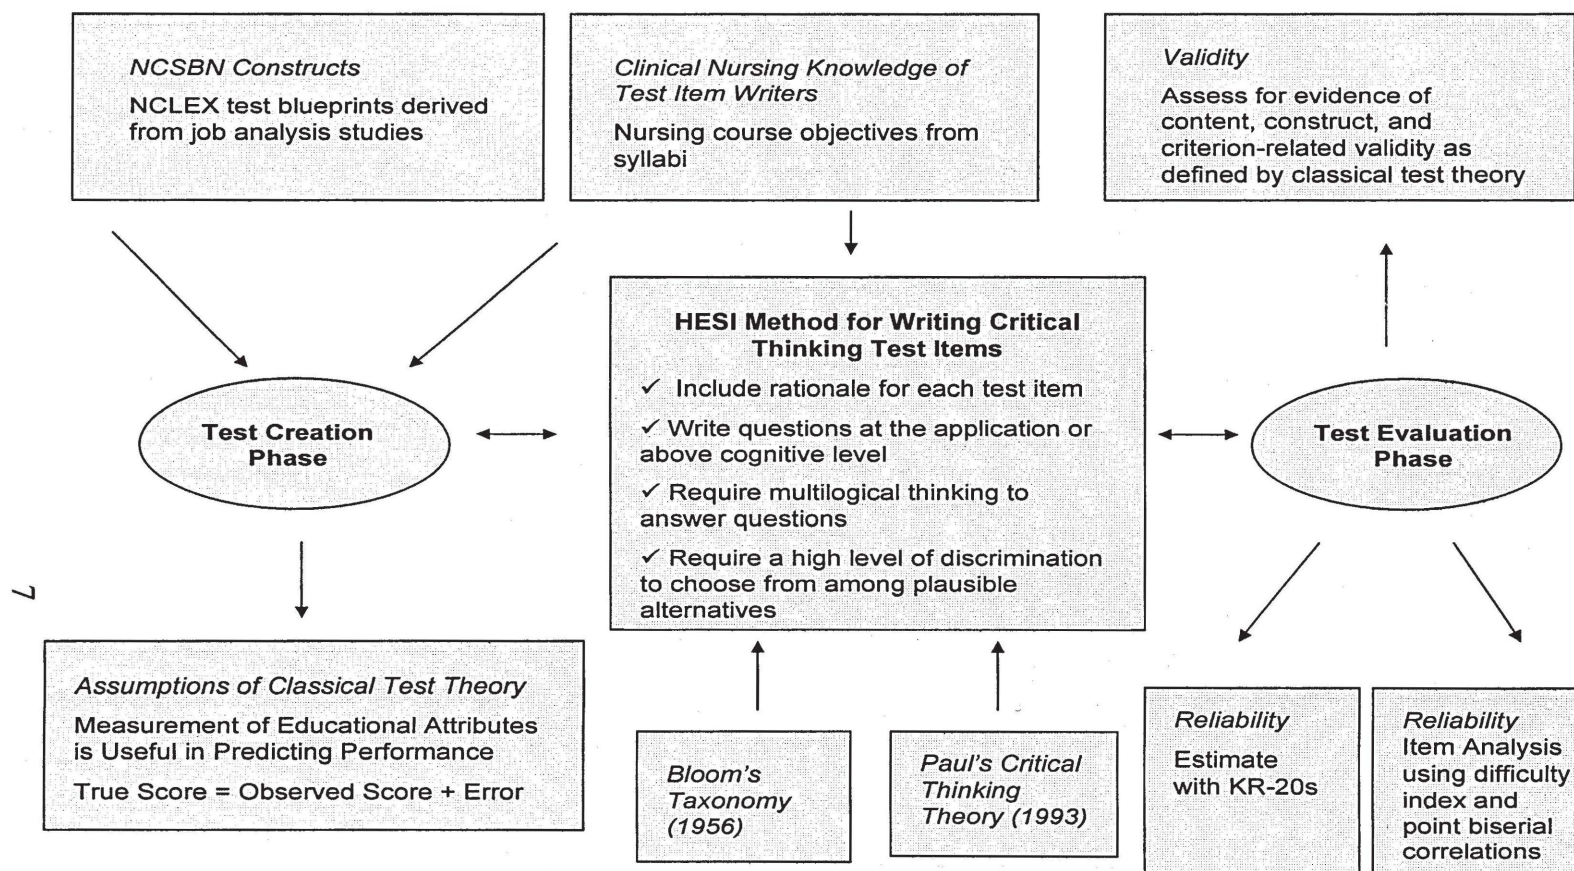 NCSBN Constructs
NCLEX test blueprints derived
from job analysis studies
Clinical Nursing Knowledge of
Test Item Writers
Nursing course objectives from
syllabi
Validity
Assess for evidence of
content, construct, and
criterion-related validity as
defined by classical test theory
HESI Method for Writing Critical
Thinking Test Items
✓ Include rationale for each test item
✓ Write questions at the application or
above cognitive level
✓ Require multilogical thinking to
answer questions
✓ Require a high level of discrimination
to choose from among plausible
alternatives
Test Creation
Phase
Test Evaluation
Phase
7
Assumptions of Classical Test Theory
Measurement of Educational Attributes
is Useful in Predicting Performance
True Score = Observed Score + Error
Bloom's
Taxonomy
(1956)
Paul's Critical
Thinking
Theory (1993)
Reliability
Estimate
with KR-20s
Reliability
Item Analysis
using difficulty
index and
point biserial
correlations